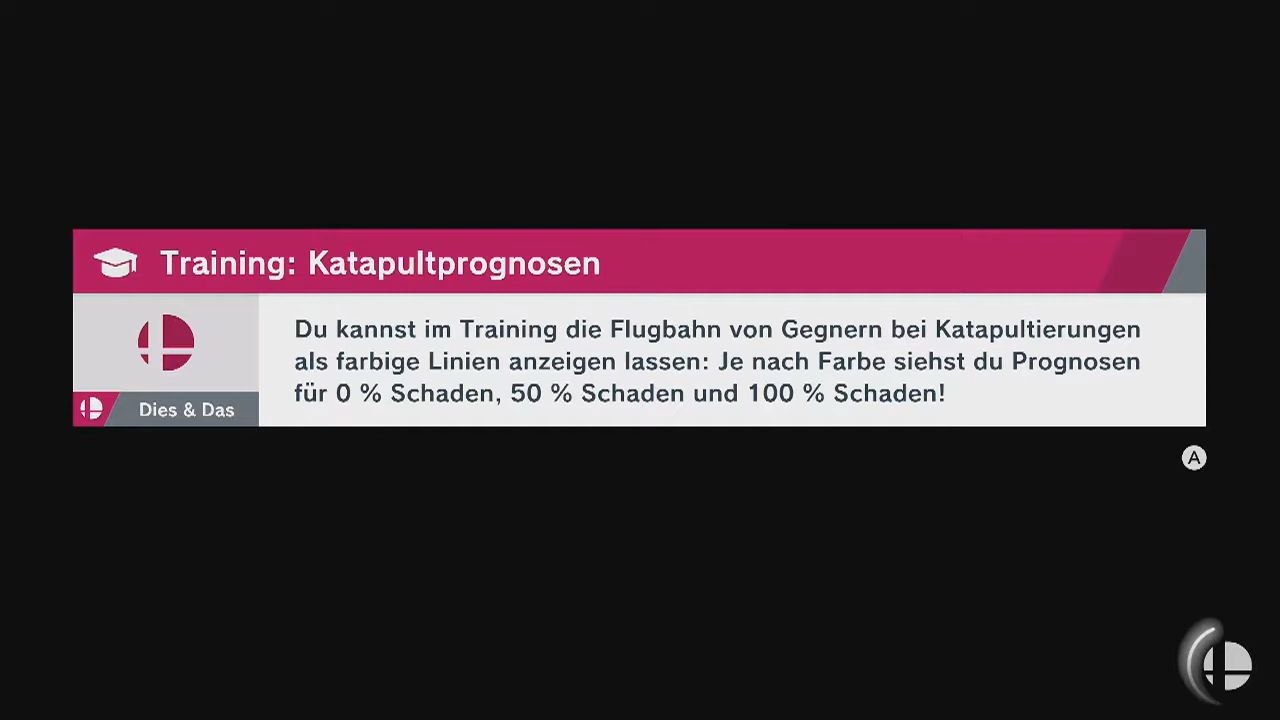 Training: Katapultprognosen
Du kannst im Training die Flugbahn von Gegnern bei Katapultierungen
als farbige Linien anzeigen lassen: Je nach Farbe siehst du Prognosen
für 0 % Schaden, 50 % Schaden und 100 % Schaden!
Dies & Das
A